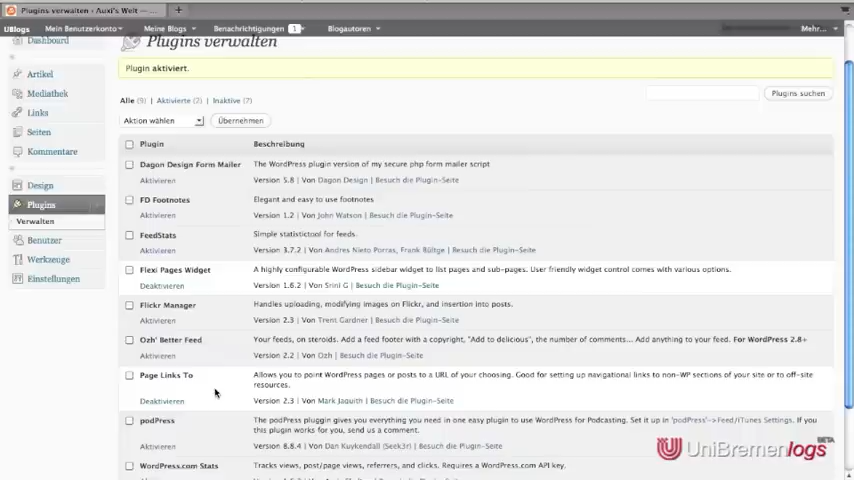 Plugins verwalten ‹ Auxi's Welt — ...
UBlogs
Mein Benutzerkonto
Meine Blogs
Benachrichtigungen 1
Blogautoren
Mehr...
Dashboard
Plugins verwalten
Plugin aktiviert.
Artikel
Mediathek
Links
Seiten
Kommentare
Design
Plugins
Verwalten
Benutzer
Werkzeuge
Einstellungen
Alle (9) | Aktivierte (2) | Inaktive (7)
Plugins suchen
Aktion wählen
Übernehmen
Plugin
Beschreibung
Dagon Design Form Mailer
The WordPress plugin version of my secure php form mailer script
Aktivieren
Version 5.8 | Von Dagon Design | Besuch die Plugin-Seite
FD Footnotes
Elegant and easy to use footnotes
Aktivieren
Version 1.2 | Von John Watson | Besuch die Plugin-Seite
FeedStats
Simple statistictool for feeds.
Aktivieren
Version 3.7.2 | Von Andres Nieto Porras, Frank Bültge | Besuch die Plugin-Seite
Flexi Pages Widget
A highly configurable WordPress sidebar widget to list pages and sub-pages. User friendly widget control comes with various options.
Deaktivieren
Version 1.6.2 | Von Srini G | Besuch die Plugin-Seite
Flickr Manager
Handles uploading, modifying images on Flickr, and insertion into posts.
Aktivieren
Version 2.3 | Von Trent Gardner | Besuch die Plugin-Seite
Ozh' Better Feed
Your feeds, on steroids. Add a feed footer with a copyright, "Add to delicious", the number of comments... Add anything to your feed. For WordPress 2.8+
Aktivieren
Version 2.2 | Von Ozh | Besuch die Plugin-Seite
Page Links To
Allows you to point WordPress pages or posts to a URL of your choosing. Good for setting up navigational links to non-WP sections of your site or to off-site
resources.
Deaktivieren
Version 2.3 | Von Mark Jaquith | Besuch die Plugin-Seite
podPress
The podPress pluggin gives you everything you need in one easy plugin to use WordPress for Podcasting. Set it up in 'podPress'->Feed/iTunes Settings. If you
this plugin works for you, send us a comment.
Aktivieren
Version 8.8.4 | Von Dan Kuykendall (Seek3r) | Besuch die Plugin-Seite
WordPress.com Stats
Tracks views, post/page views, referrers, and clicks. Requires a WordPress.com API key.
BETA
UniBremenlogs